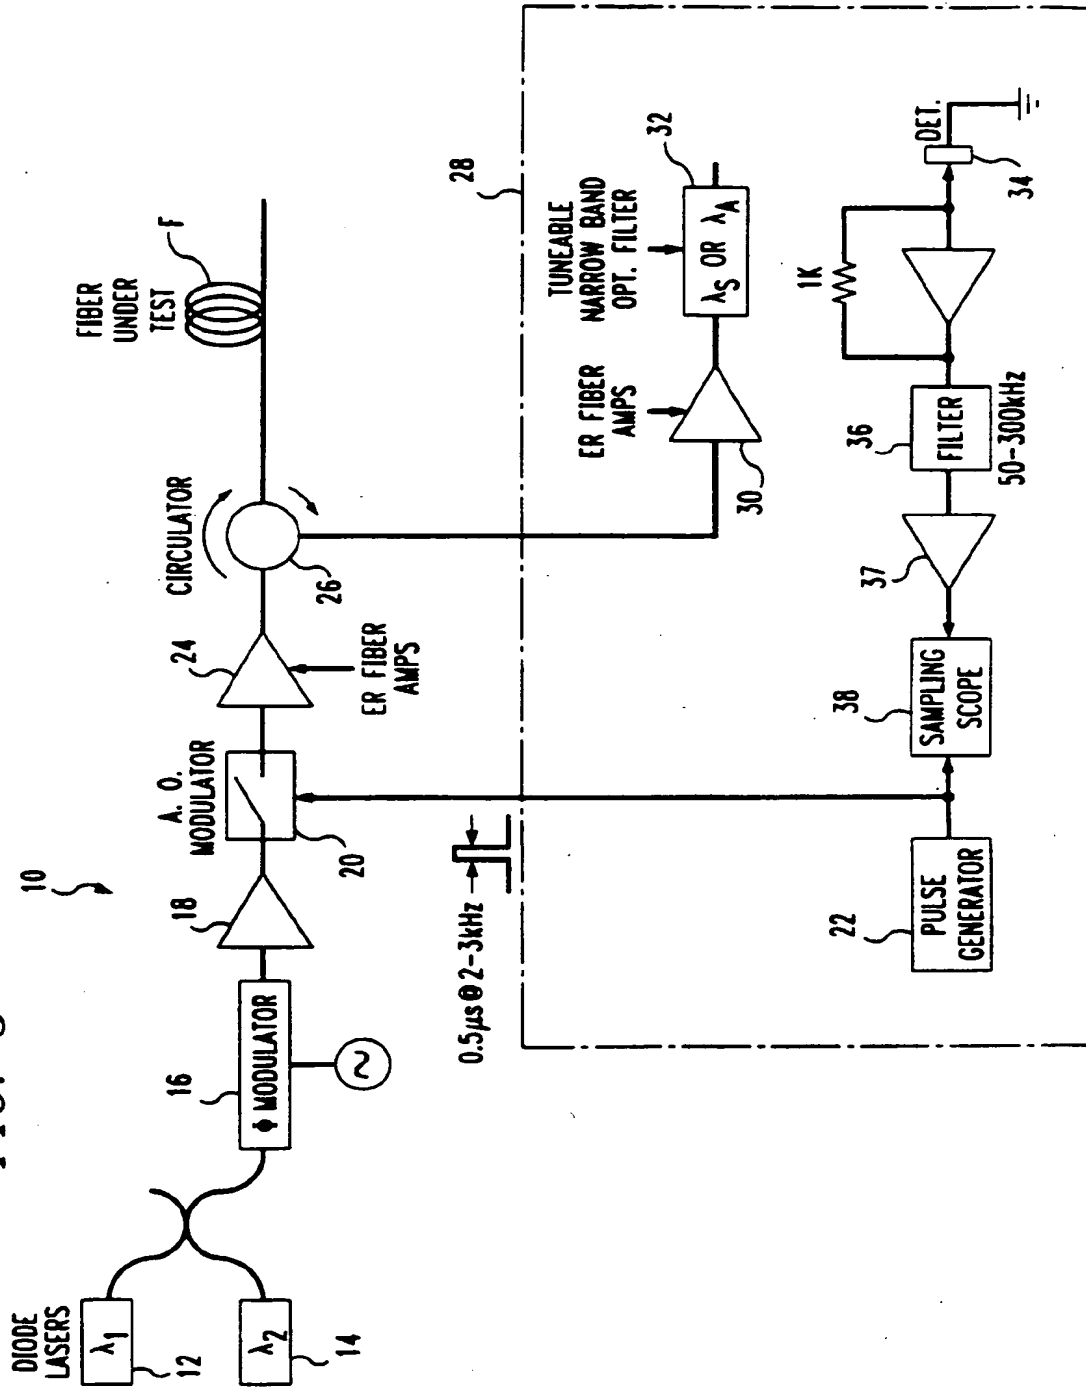 10
DIODE
LASERS
λ1
12
λ2
14
16
ϕ MODULATOR
18
A. O.
MODULATOR
20
24
ER FIBER
AMPS
CIRCULATOR
26
FIBER
UNDER
TEST
F
0.5µs@2-3kHz
28
ER FIBER
AMPS
30
TUNEABLE
NARROW BAND
OPT. FILTER
32
λS OR λA
1K
DET.
34
36
FILTER
50-300kHz
37
38
SAMPLING
SCOPE
22
PULSE
GENERATOR